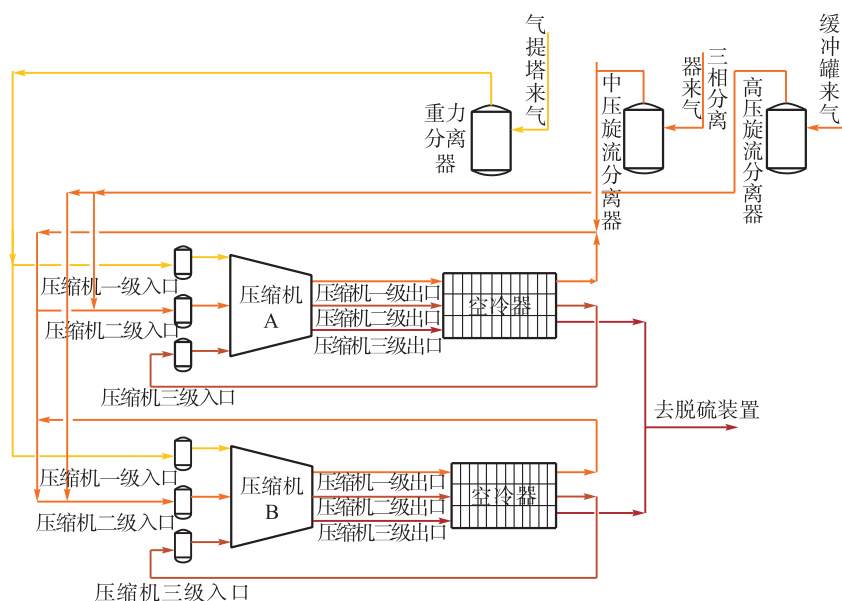 气提塔来气
重力
分离
器
中压旋流分离器
三相分离
器来气
高压旋流分离器
缓冲罐来气
压缩机一级入口
压缩机二级入口
压缩机三级入口
压缩机
A
压缩机一级出口
压缩机二级出口
压缩机三级出口
空冷器
去脱硫装置
压缩机一级入口
压缩机二级入口
压缩机三级入口
压缩机
B
压缩机一级出口
压缩机二级出口
压缩机三级出口
空冷器